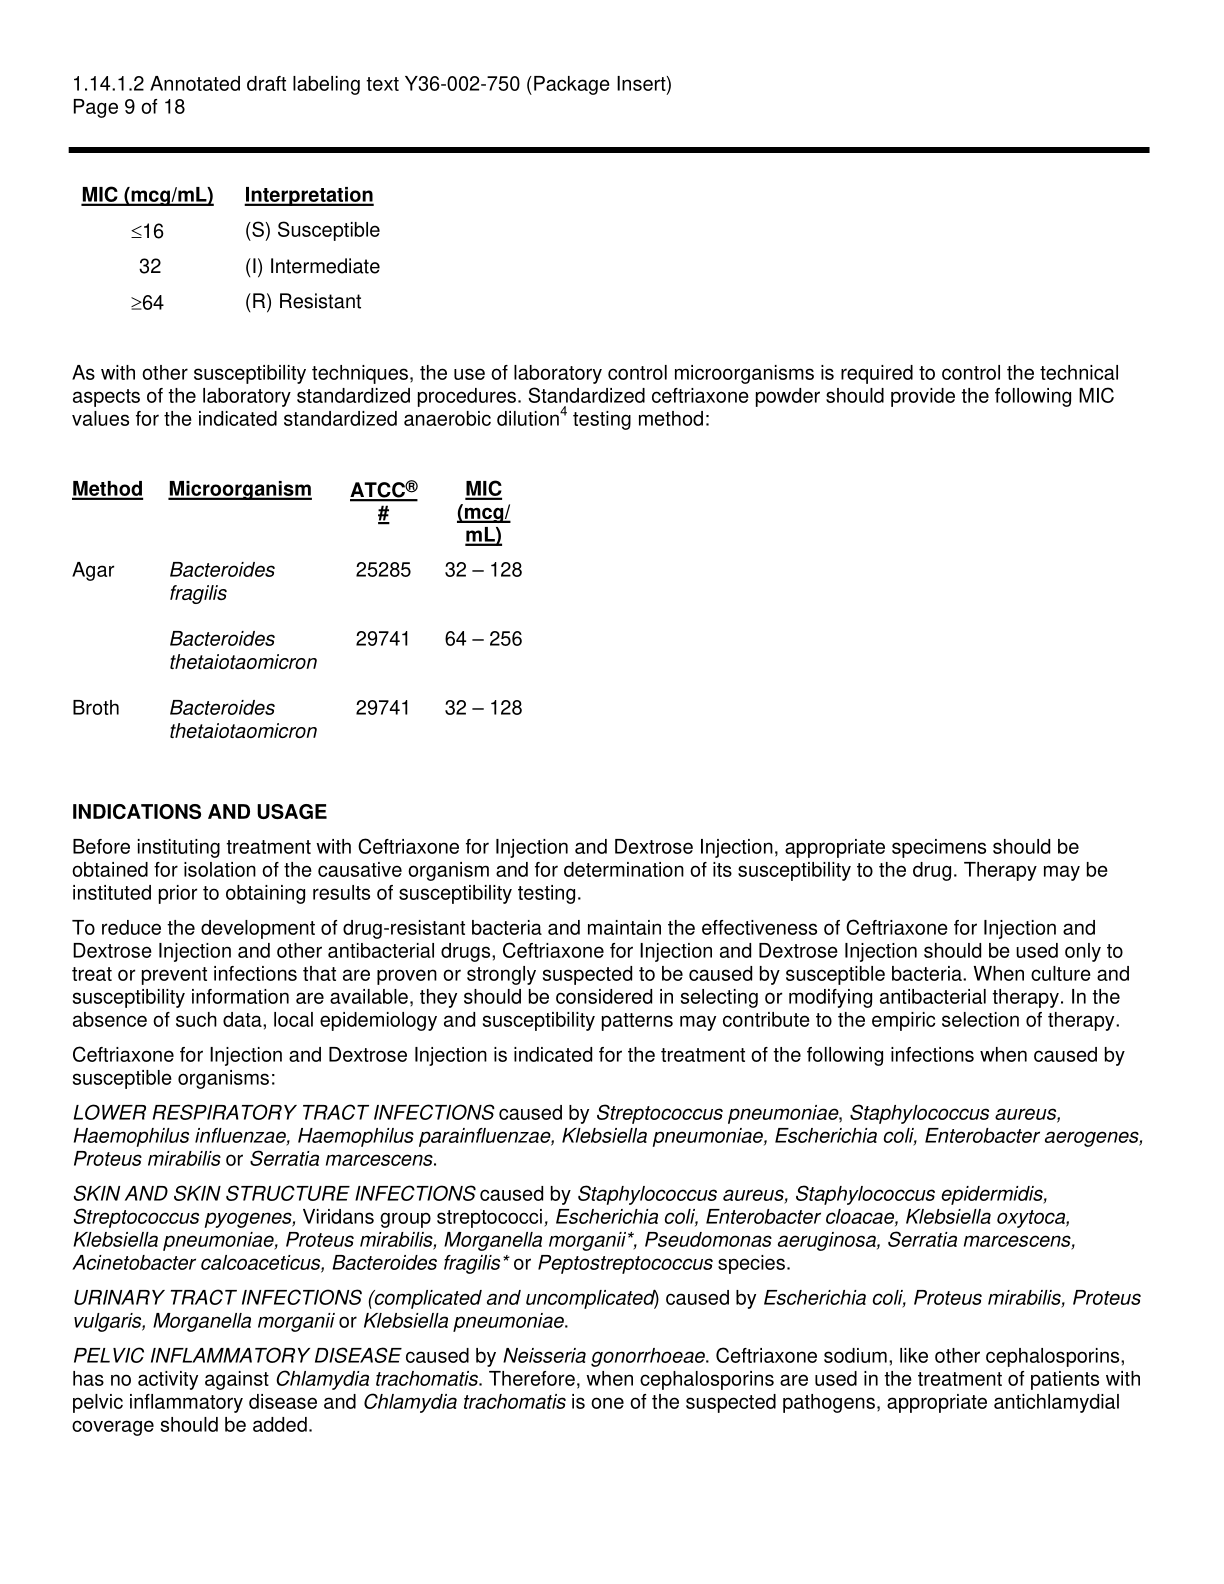 1.14.1.2 Annotated draft labeling text Y36-002-750 (Package Insert)
Page 9 of 18
MIC (mcg/mL) Interpretation
≤16 (S) Susceptible
32 (I) Intermediate
≥64 (R) Resistant
As with other susceptibility techniques, the use of laboratory control microorganisms is required to control the technical
aspects of the laboratory standardized procedures. Standardized ceftriaxone powder should provide the following MIC
values for the indicated standardized anaerobic dilution4 testing method:
Method Microorganism ATCC® MIC
# (mcg/
mL)
Agar Bacteroides 25285 32 – 128
fragilis
Bacteroides 29741 64 – 256
thetaiotaomicron
Broth Bacteroides 29741 32 – 128
thetaiotaomicron
INDICATIONS AND USAGE
Before instituting treatment with Ceftriaxone for Injection and Dextrose Injection, appropriate specimens should be
obtained for isolation of the causative organism and for determination of its susceptibility to the drug. Therapy may be
instituted prior to obtaining results of susceptibility testing.
To reduce the development of drug-resistant bacteria and maintain the effectiveness of Ceftriaxone for Injection and
Dextrose Injection and other antibacterial drugs, Ceftriaxone for Injection and Dextrose Injection should be used only to
treat or prevent infections that are proven or strongly suspected to be caused by susceptible bacteria. When culture and
susceptibility information are available, they should be considered in selecting or modifying antibacterial therapy. In the
absence of such data, local epidemiology and susceptibility patterns may contribute to the empiric selection of therapy.
Ceftriaxone for Injection and Dextrose Injection is indicated for the treatment of the following infections when caused by
susceptible organisms:
LOWER RESPIRATORY TRACT INFECTIONS caused by Streptococcus pneumoniae, Staphylococcus aureus,
Haemophilus influenzae, Haemophilus parainfluenzae, Klebsiella pneumoniae, Escherichia coli, Enterobacter aerogenes,
Proteus mirabilis or Serratia marcescens.
SKIN AND SKIN STRUCTURE INFECTIONS caused by Staphylococcus aureus, Staphylococcus epidermidis,
Streptococcus pyogenes, Viridans group streptococci, Escherichia coli, Enterobacter cloacae, Klebsiella oxytoca,
Klebsiella pneumoniae, Proteus mirabilis, Morganella morganii*, Pseudomonas aeruginosa, Serratia marcescens,
Acinetobacter calcoaceticus, Bacteroides fragilis* or Peptostreptococcus species.
URINARY TRACT INFECTIONS (complicated and uncomplicated) caused by Escherichia coli, Proteus mirabilis, Proteus
vulgaris, Morganella morganii or Klebsiella pneumoniae.
PELVIC INFLAMMATORY DISEASE caused by Neisseria gonorrhoeae. Ceftriaxone sodium, like other cephalosporins,
has no activity against Chlamydia trachomatis. Therefore, when cephalosporins are used in the treatment of patients with
pelvic inflammatory disease and Chlamydia trachomatis is one of the suspected pathogens, appropriate antichlamydial
coverage should be added.